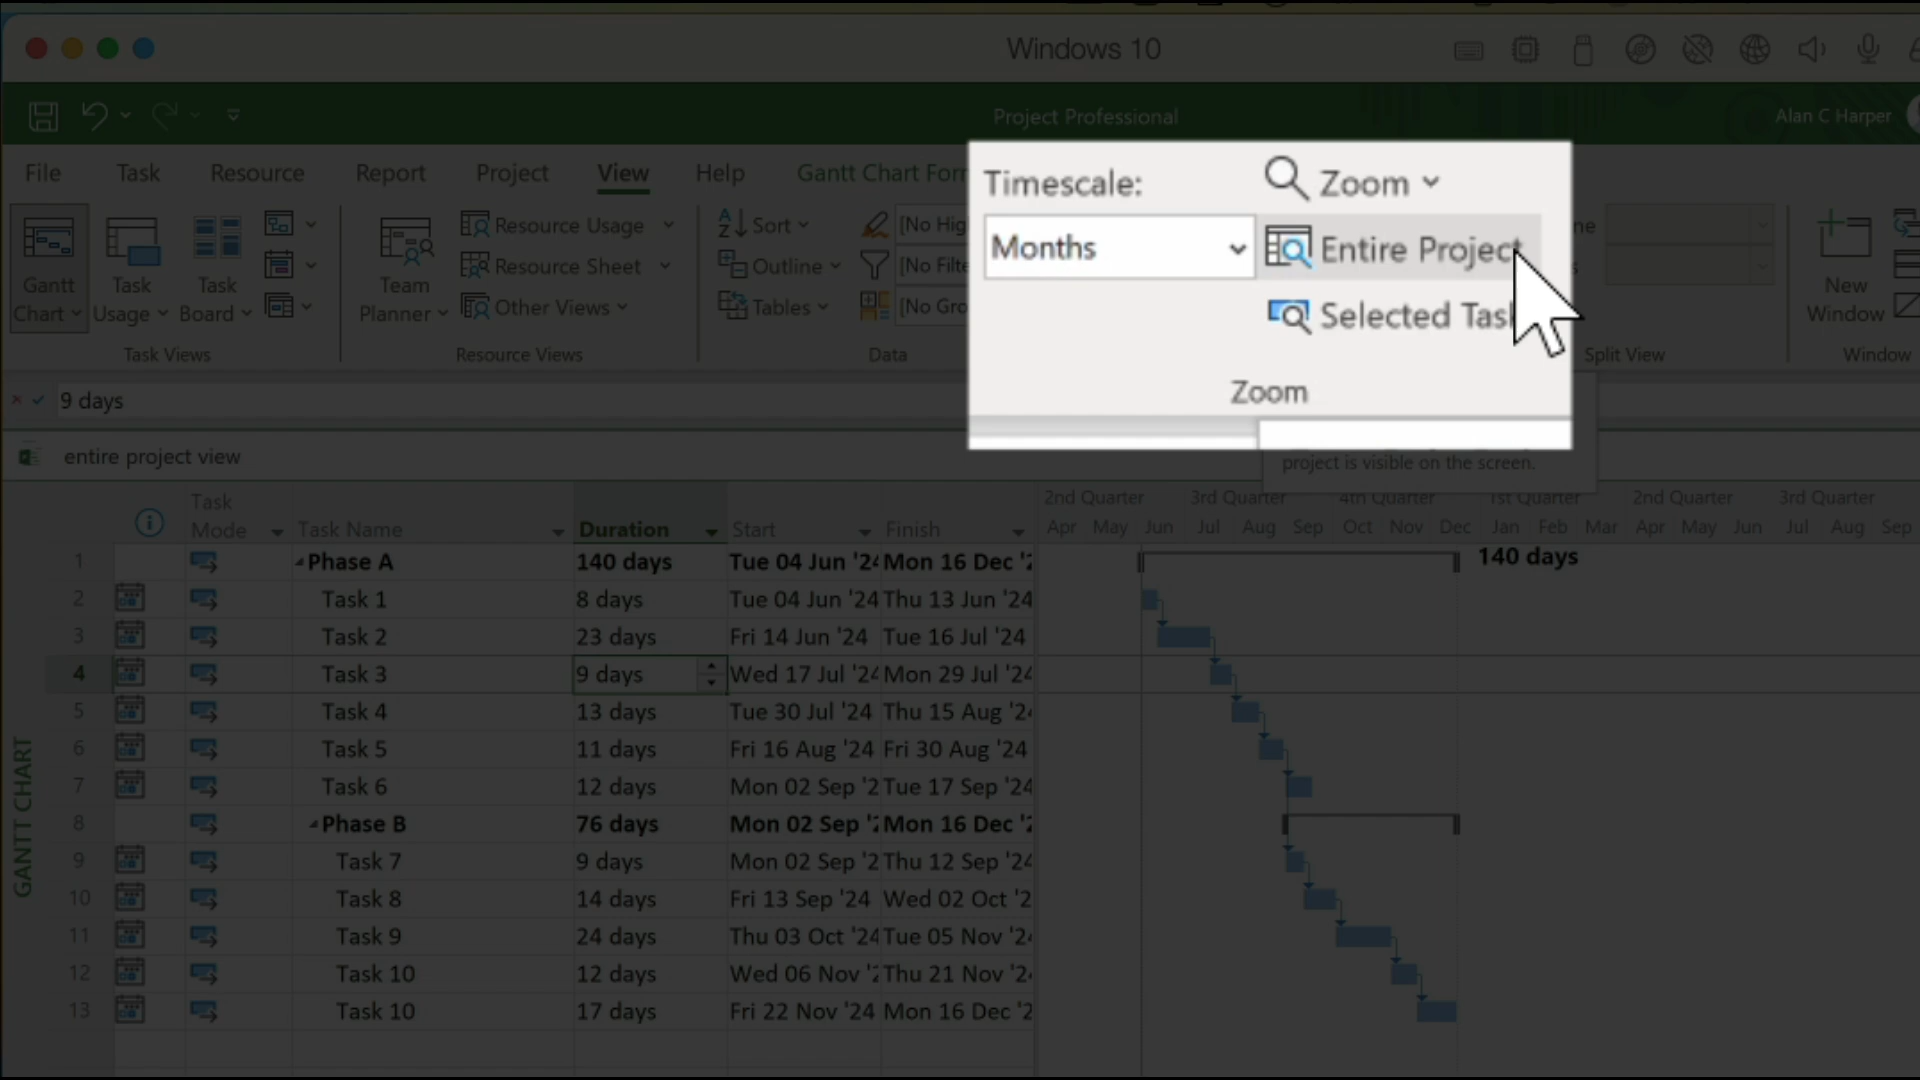 Windows 10
Project Professional
Alan C Harper
File Task Resource Report Project View Help Gantt Chart For
Timescale:
Months
Zoom
Entire Project
Selected Tas
Zoom
Gantt
Chart
Task
Usage
Task
Board
Task Views
Team
Planner
Resource Usage
Resource Sheet
Other Views
Resource Views
Sort
Outline
Tables
[No Hig
[No Filte
[No Gro
Data
ne
s
Split View
New
Window
Window
9 days
entire project view
project is visible on the screen.
Task
Mode
Task Name Duration Start Finish
2nd Quarter 3rd Quarter 4th Quarter 1st Quarter 2nd Quarter 3rd Quarter
Apr May Jun Jul Aug Sep Oct Nov Dec Jan Feb Mar Apr May Jun Jul Aug Sep
1 Phase A 140 days Tue 04 Jun '24 Mon 16 Dec '2 140 days
2 Task 1 8 days Tue 04 Jun '24 Thu 13 Jun '24
3 Task 2 23 days Fri 14 Jun '24 Tue 16 Jul '24
4 Task 3 9 days Wed 17 Jul '24 Mon 29 Jul '24
5 Task 4 13 days Tue 30 Jul '24 Thu 15 Aug '24
6 Task 5 11 days Fri 16 Aug '24 Fri 30 Aug '24
7 Task 6 12 days Mon 02 Sep '2 Tue 17 Sep '24
8 Phase B 76 days Mon 02 Sep '2 Mon 16 Dec '2
9 Task 7 9 days Mon 02 Sep '2 Thu 12 Sep '24
10 Task 8 14 days Fri 13 Sep '24 Wed 02 Oct '2
11 Task 9 24 days Thu 03 Oct '24 Tue 05 Nov '24
12 Task 10 12 days Wed 06 Nov '2 Thu 21 Nov '24
13 Task 10 17 days Fri 22 Nov '24 Mon 16 Dec '2
GANTT CHART